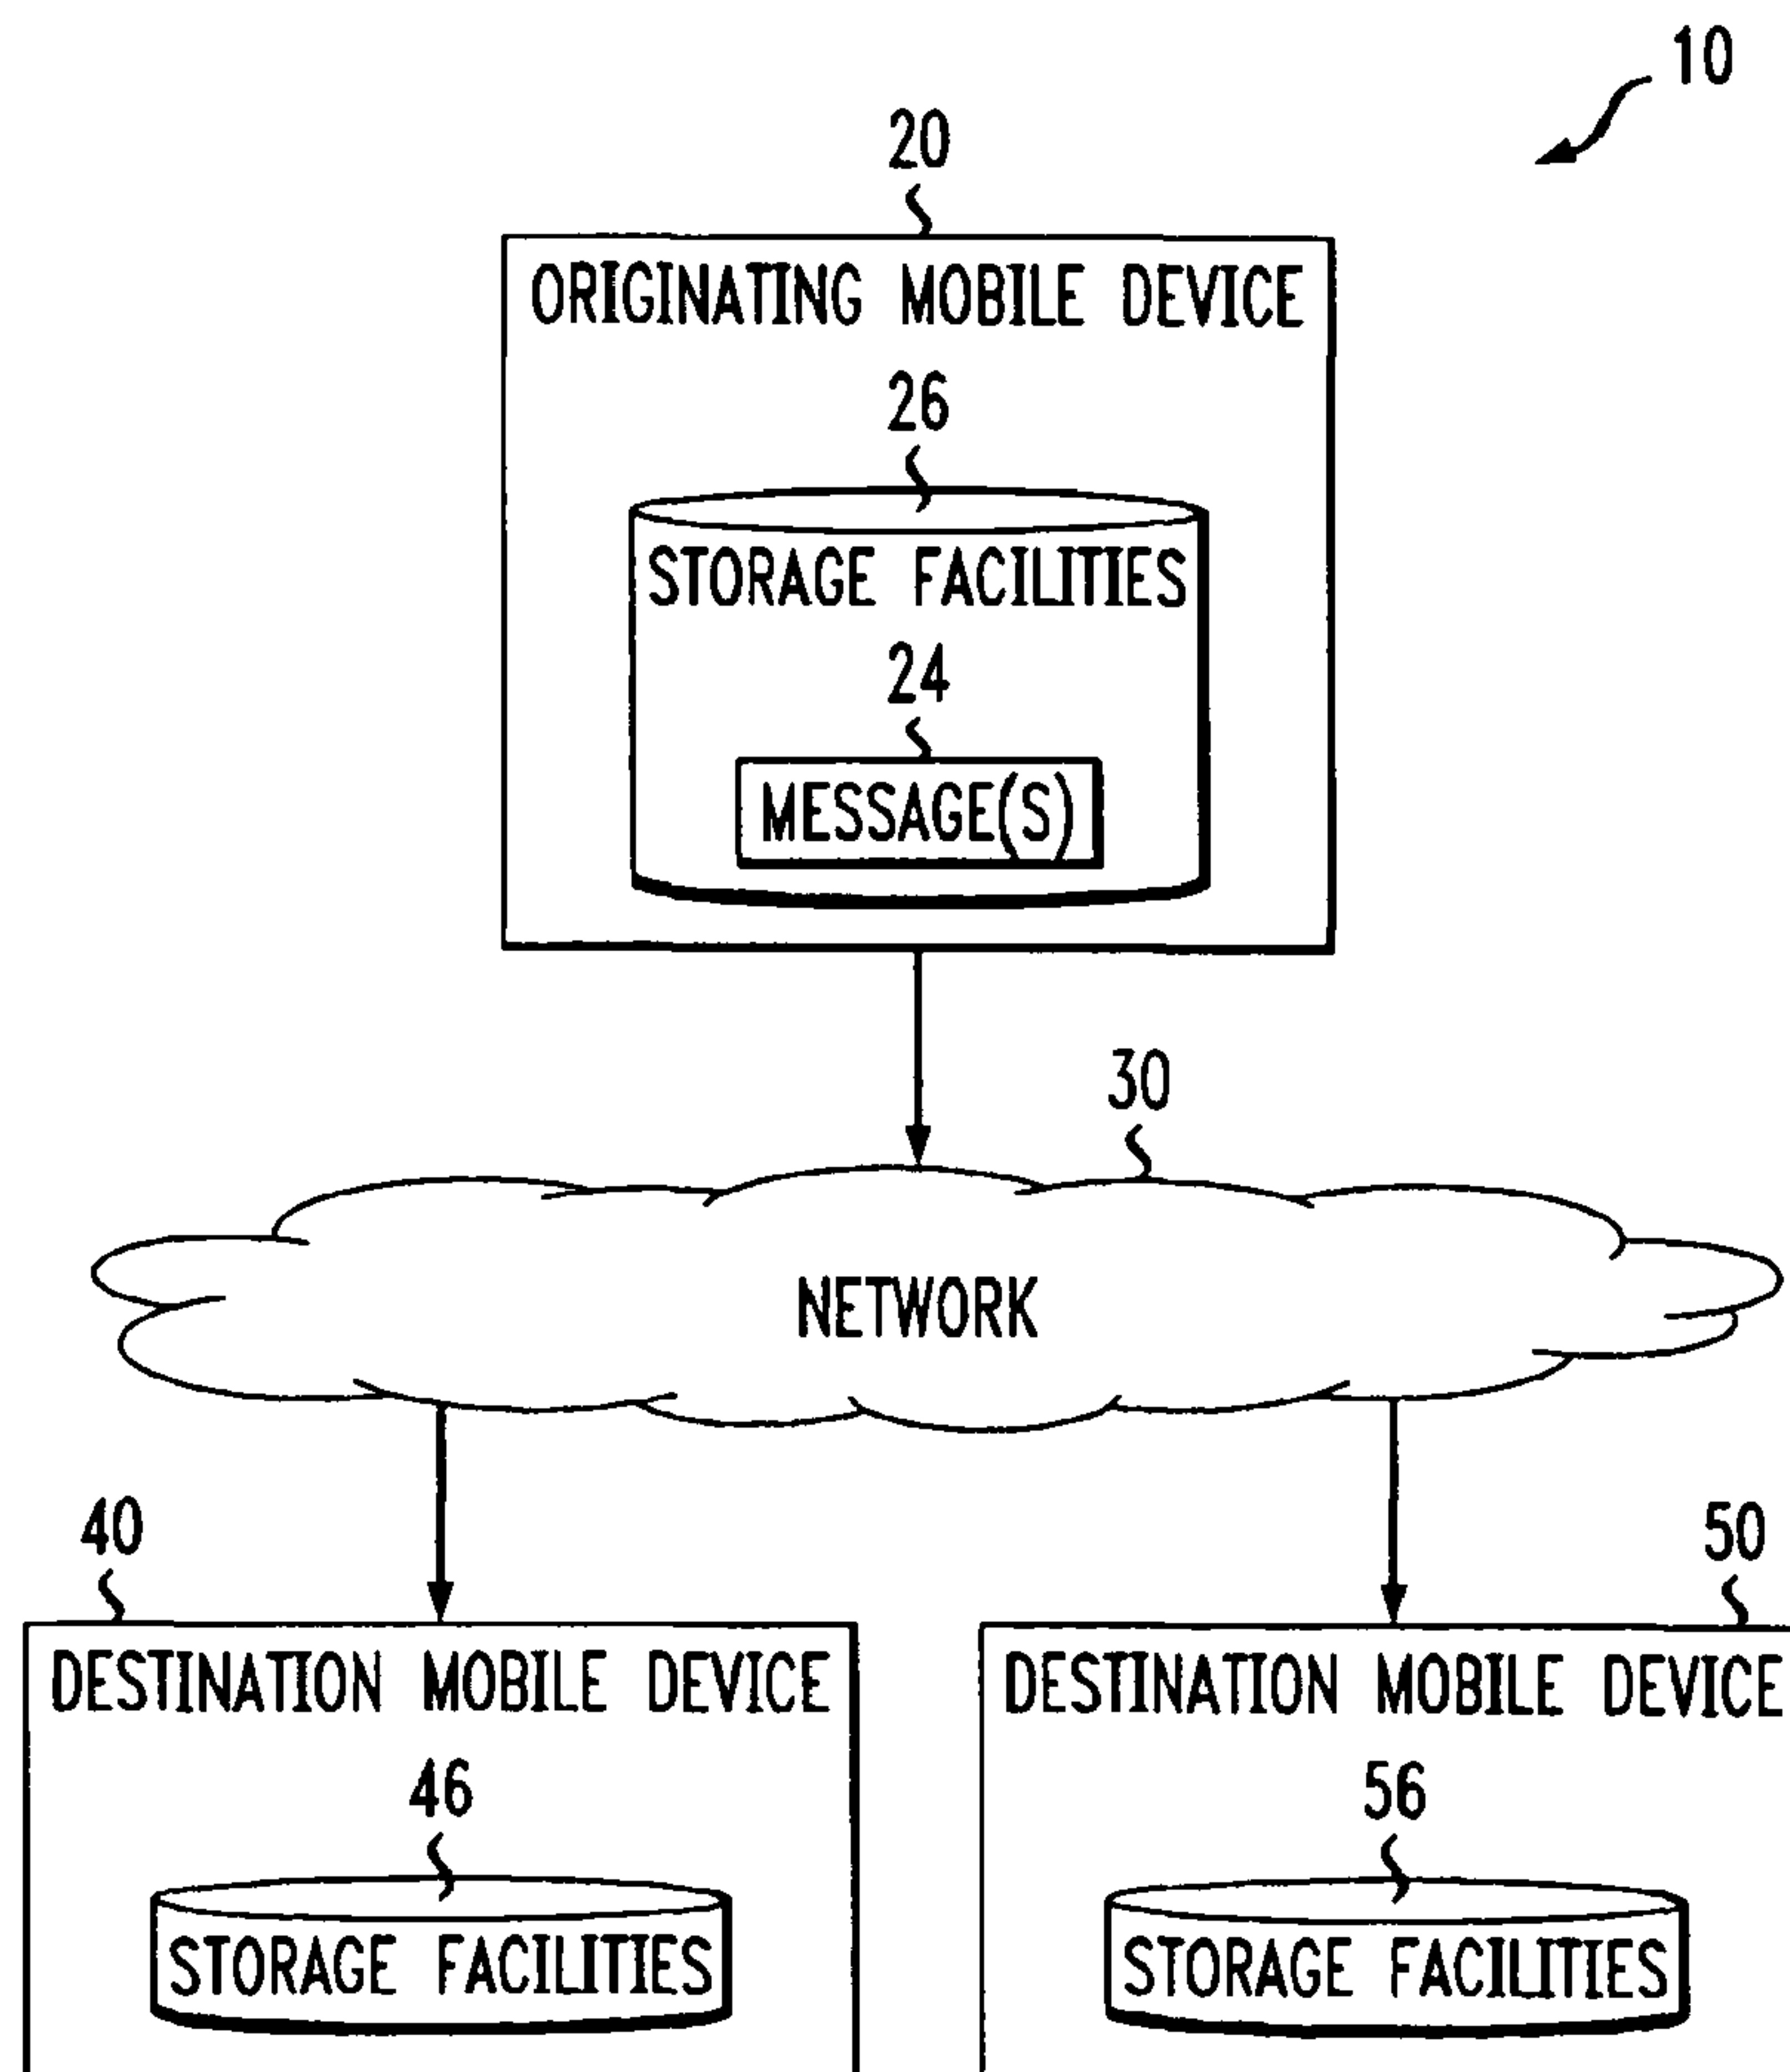 10
20
ORIGINATING MOBILE DEVICE
26
STORAGE FACILITIES
24
MESSAGE(S)
30
NETWORK
40
50
DESTINATION MOBILE DEVICE
DESTINATION MOBILE DEVICE
46
56
STORAGE FACILITIES
STORAGE FACILITIES